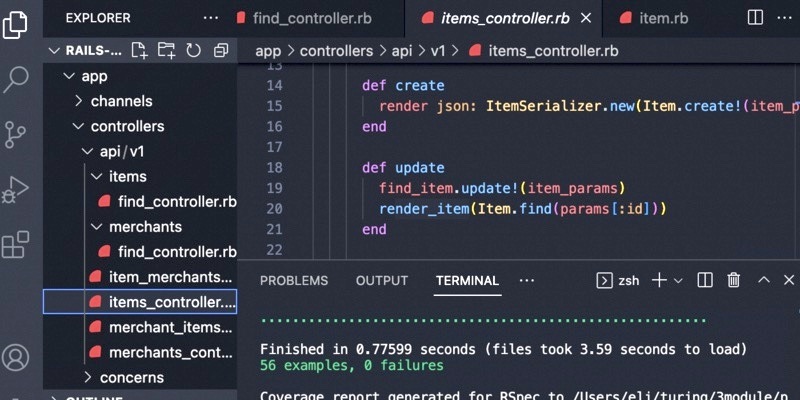 EXPLORER ...
find_controller.rb
items_controller.rb
item.rb
RAILS-...
app > controllers > api > v1 > items_controller.rb
app
channels
controllers
api/v1
items
find_controller.rb
merchants
find_controller.rb
item_merchants...
items_controller....
merchant_items...
merchants_cont...
concerns
OUTLINE
13
14 def create
15 render json: ItemSerializer.new(Item.create!(item_p
16 end
17
18 def update
19 find_item.update!(item_params)
20 render_item(Item.find(params[:id]))
21 end
22
PROBLEMS OUTPUT TERMINAL ... zsh
........................................................
Finished in 0.77599 seconds (files took 3.59 seconds to load)
56 examples, 0 failures
Coverage report generated for RSpec to /Users/eli/turing/3module/p